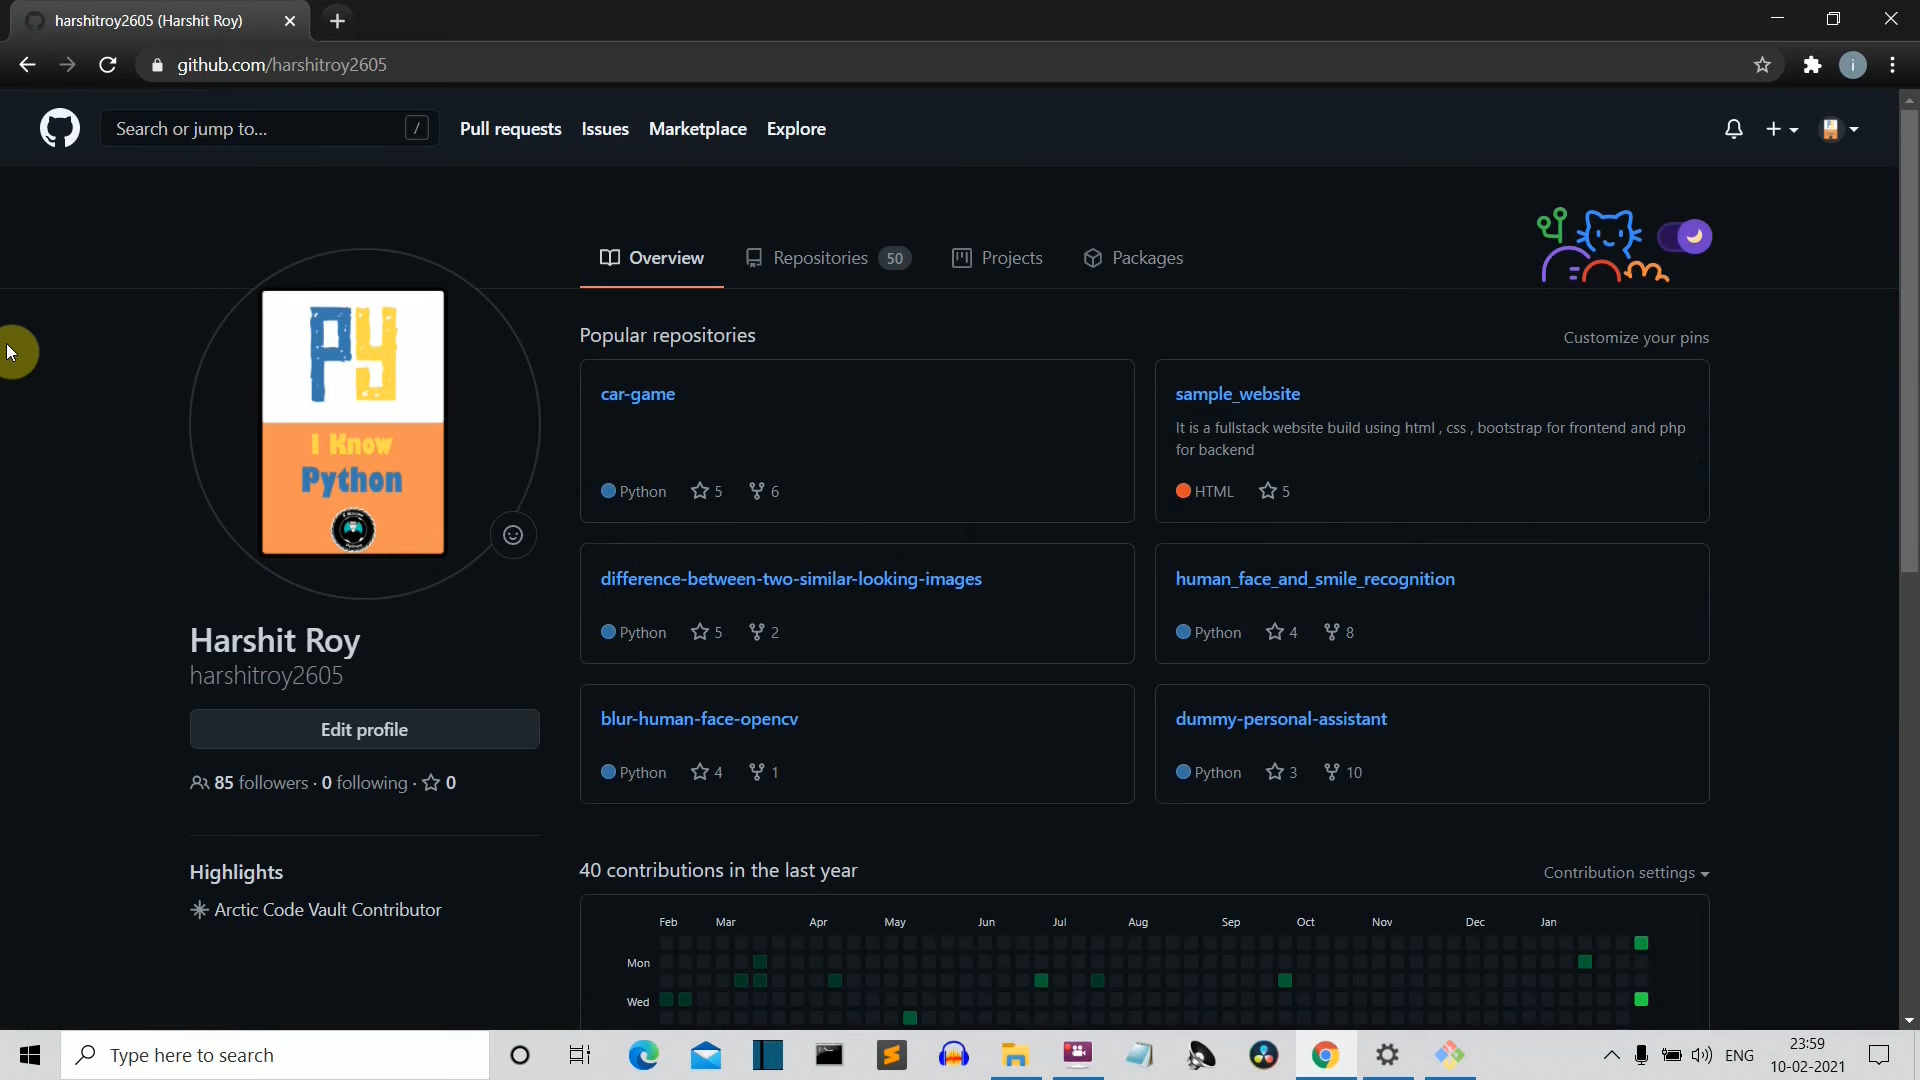 harshitroy2605 (Harshit Roy)
github.com/harshitroy2605
i
Search or jump to...
/
Pull requests
Issues
Marketplace
Explore
Overview
Repositories 50
Projects
Packages
PY
I Know
Python
Harshit Roy
harshitroy2605
Edit profile
85 followers · 0 following · 0
Highlights
Arctic Code Vault Contributor
Popular repositories
Customize your pins
car-game
Python 5 6
sample_website
It is a fullstack website build using html , css , bootstrap for frontend and php
for backend
HTML 5
difference-between-two-similar-looking-images
Python 5 2
human_face_and_smile_recognition
Python 4 8
blur-human-face-opencv
Python 4 1
dummy-personal-assistant
Python 3 10
40 contributions in the last year
Contribution settings
Feb Mar Apr May Jun Jul Aug Sep Oct Nov Dec Jan
Mon
Wed
Type here to search
ENG
23:59
10-02-2021